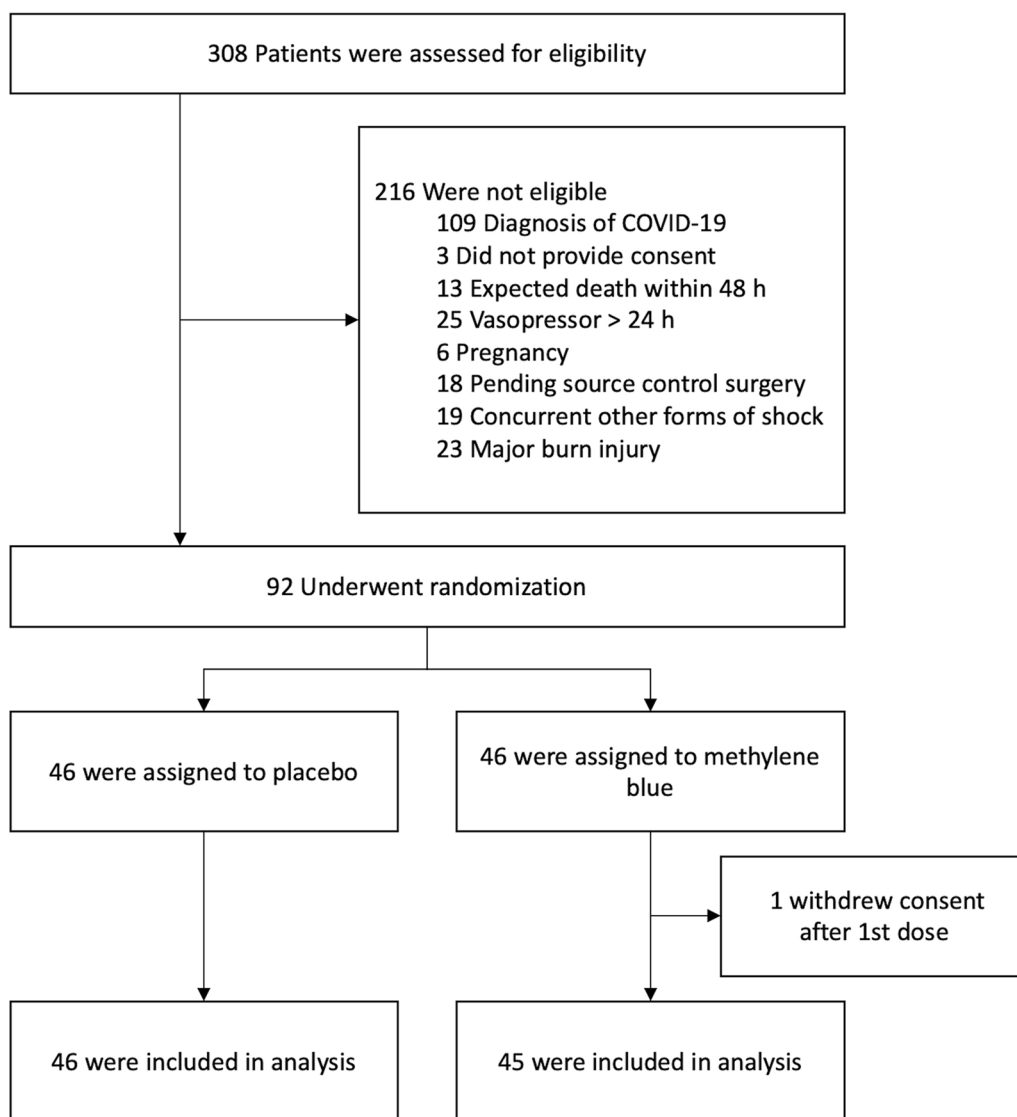 308 Patients were assessed for eligibility
216 Were not eligible
109 Diagnosis of COVID-19
3 Did not provide consent
13 Expected death within 48 h
25 Vasopressor > 24 h
6 Pregnancy
18 Pending source control surgery
19 Concurrent other forms of shock
23 Major burn injury
92 Underwent randomization
46 were assigned to placebo
46 were assigned to methylene
blue
1 withdrew consent
after 1st dose
46 were included in analysis
45 were included in analysis